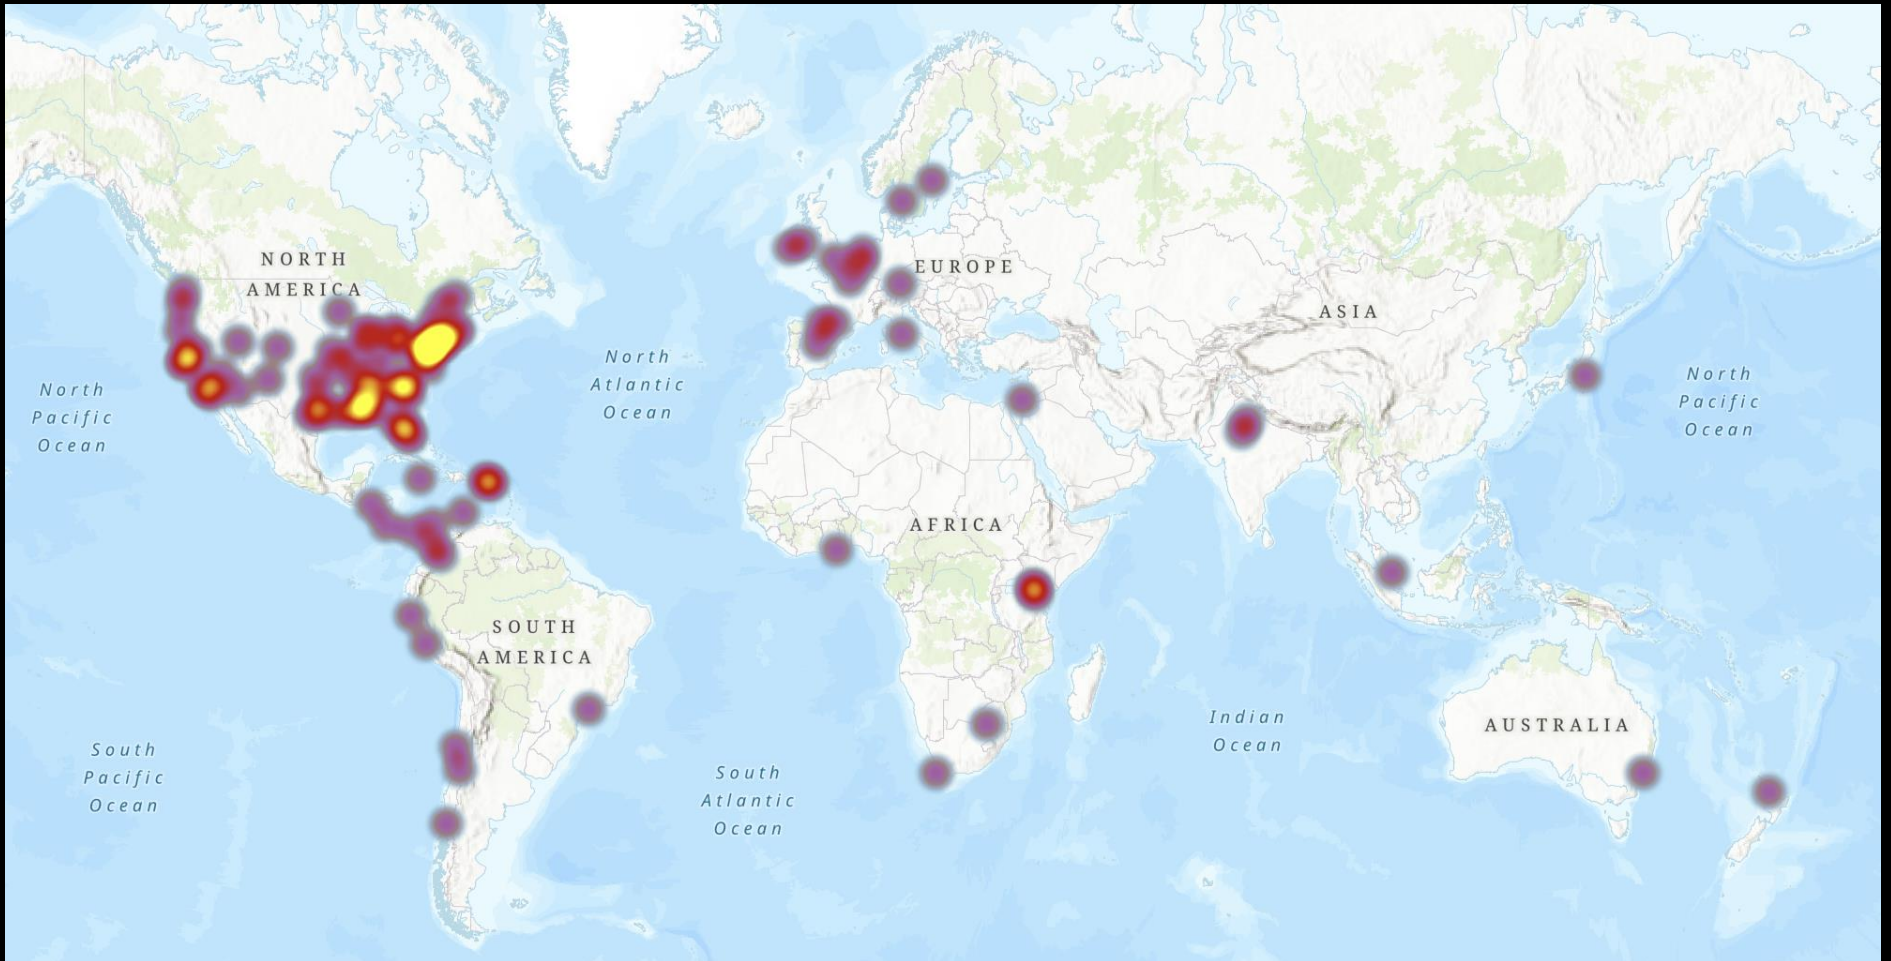 NORTH
AMERICA
EUROPE
ASIA
North
Atlantic
Ocean
North
Pacific
Ocean
North
Pacific
Ocean
AFRICA
SOUTH
AMERICA
Indian
Ocean
AUSTRALIA
South
Pacific
Ocean
South
Atlantic
Ocean